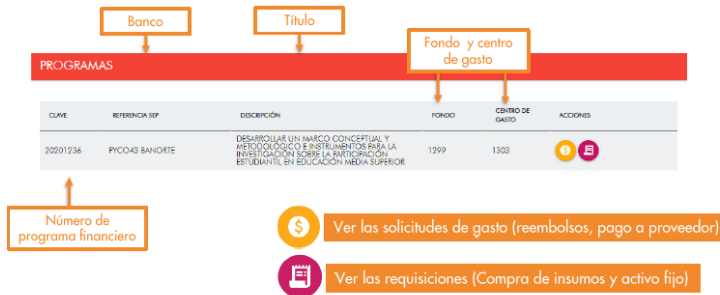 Banco
Título
Fondo y centro
de gasto
PROGRAMAS
CLAVE
REFERENCIA SEP
DESCRIPCIÓN
FONDO
CENTRO DE
GASTO
ACCIONES
20201236
PYCO43 BANORTE
DESARROLLAR UN MARCO CONCEPTUAL Y
METODOLÓGICO E INSTRUMENTOS PARA LA
INVESTIGACIÓN SOBRE LA PARTICIPACIÓN
ESTUDIANTIL EN EDUCACIÓN MEDIA SUPERIOR
1299
1303
$
Número de
programa financiero
$
Ver las solicitudes de gasto (reembolsos, pago a proveedor)
Ver las requisiciones (Compra de insumos y activo fijo)